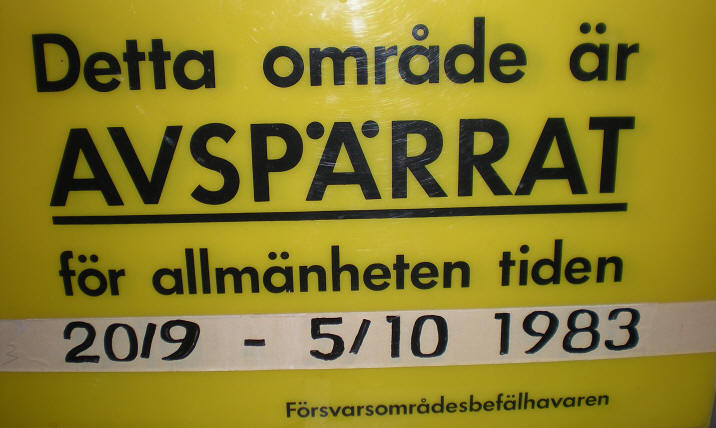 Detta område är
AVSPÄRRAT
för allmänheten tiden
20/9 - 5/10 1983
Försvarsområdesbefälhavaren